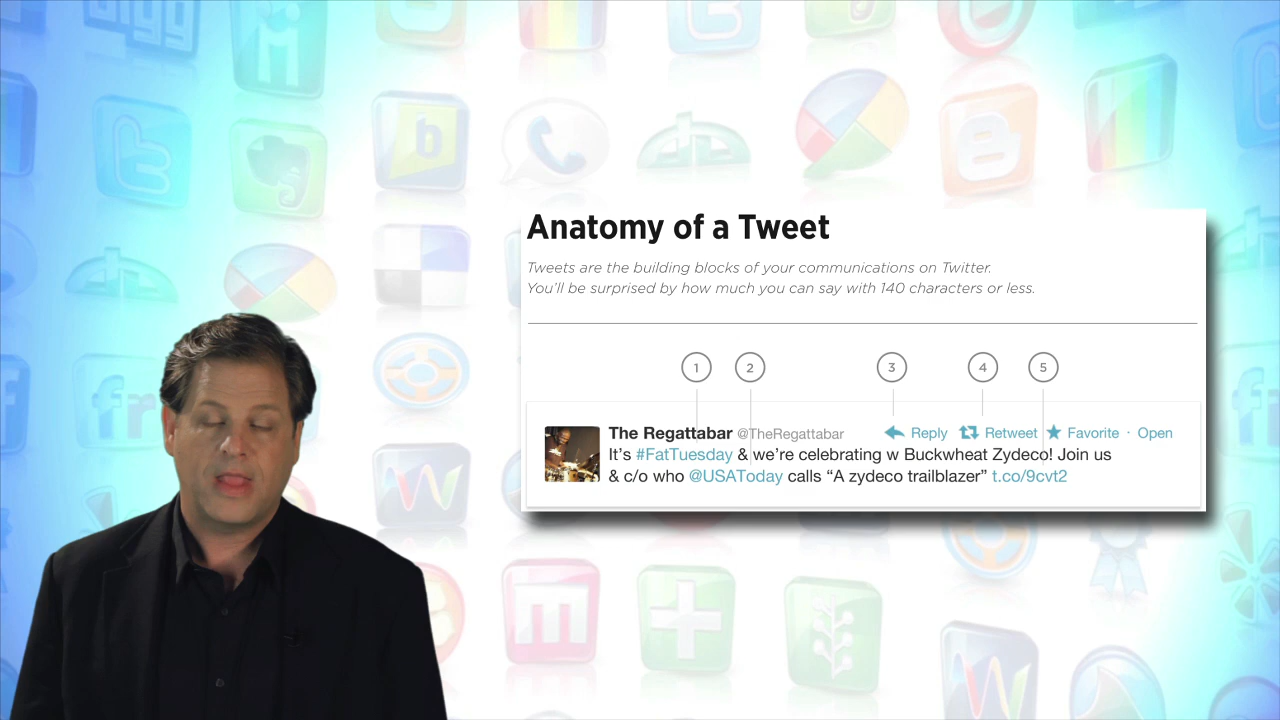 digg
Anatomy of a Tweet
Tweets are the building blocks of your communications on Twitter.
You'll be surprised by how much you can say with 140 characters or less.
1 2 3 4 5
The Regattabar @TheRegattabar Reply Retweet Favorite · Open
It's #FatTuesday & we're celebrating w Buckwheat Zydeco! Join us
& c/o who @USAToday calls “A zydeco trailblazer” t.co/9cvt2